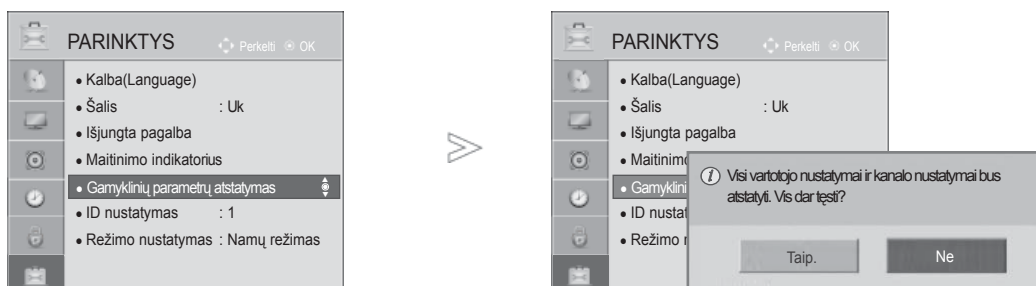 PARINKTYS Perkelti OK
• Kalba(Language)
• Šalis : Uk
• Išjungta pagalba
• Maitinimo indikatorius
• Gamyklinių parametrų atstatymas
• ID nustatymas : 1
• Režimo nustatymas : Namų režimas
PARINKTYS Perkelti OK
• Kalba(Language)
• Šalis : Uk
• Išjungta pagalba
• Maitinimo
• Gamyklini
• ID nustat
• Režimo n
Visi vartotojo nustatymai ir kanalo nustatymai bus
atstatyti. Vis dar tęsti?
Taip. Ne